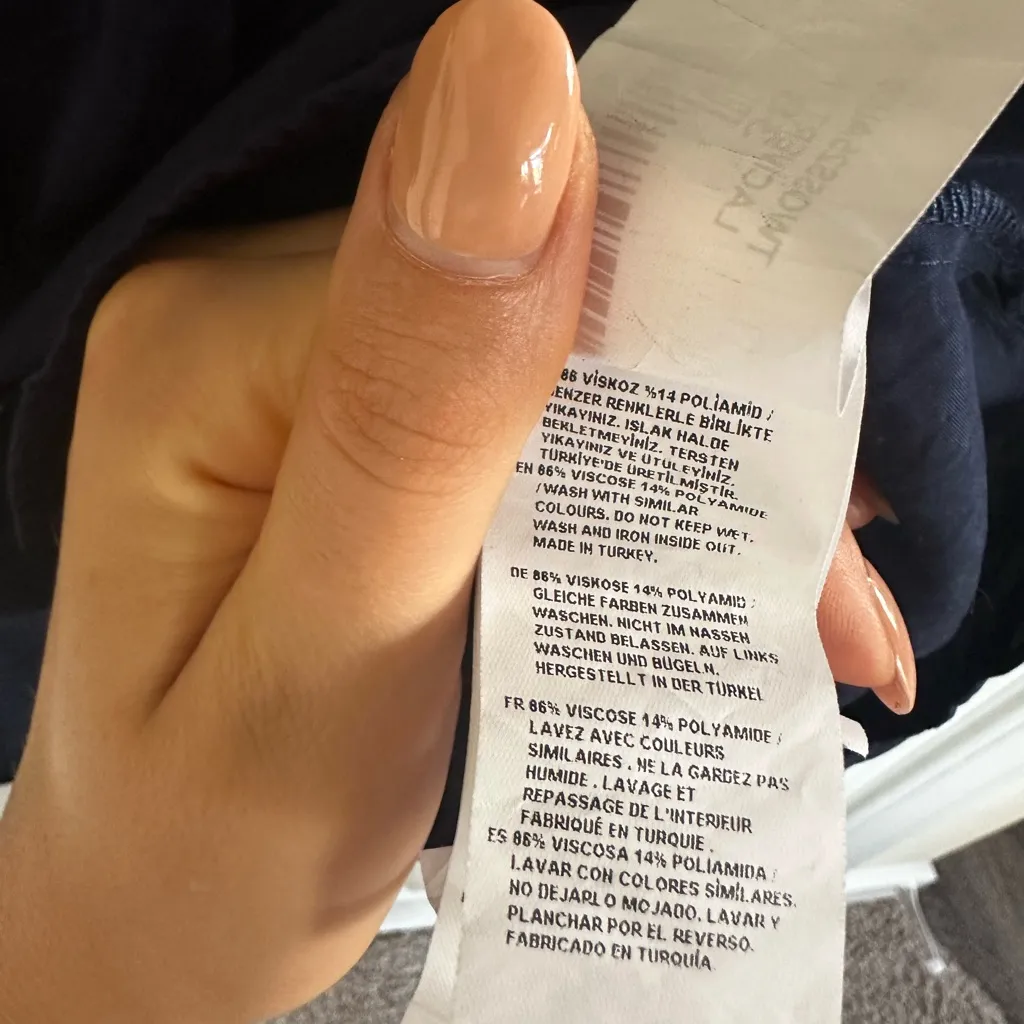 86 VİSKOZ %14 POLİAMİD /
BENZER RENKLERLE BİRLİKTE
YIKAYINIZ. ISLAK HALDE
BEKLETMEYİNİZ. TERSTEN
YIKAYINIZ VE ÜTÜLEYİNİZ.
TÜRKİYE'DE ÜRETİLMİŞTİR.
EN 86% VISCOSE 14% POLYAMIDE
/WASH WITH SIMILAR
COLOURS. DO NOT KEEP WET.
WASH AND IRON INSIDE OUT.
MADE IN TURKEY.
DE 86% VISKOSE 14% POLYAMID /
GLEICHE FARBEN ZUSAMMEN
WASCHEN. NICHT IM NASSEN
ZUSTAND BELASSEN. AUF LINKS
WASCHEN UND BÜGELN.
HERGESTELLT IN DER TÜRKEI.
FR 86% VISCOSE 14% POLYAMIDE /
LAVEZ AVEC COULEURS
SIMILAIRES . NE LA GARDEZ PAS
HUMIDE . LAVAGE ET
REPASSAGE DE L'INTERIEUR
FABRIQUÉ EN TURQUIE .
ES 86% VISCOSA 14% POLIAMIDA /
LAVAR CON COLORES SİMİLARES.
NO DEJARLO MOJADO. LAVAR Y
PLANCHAR POR EL REVERSO.
FABRICADO EN TURQUÍA.